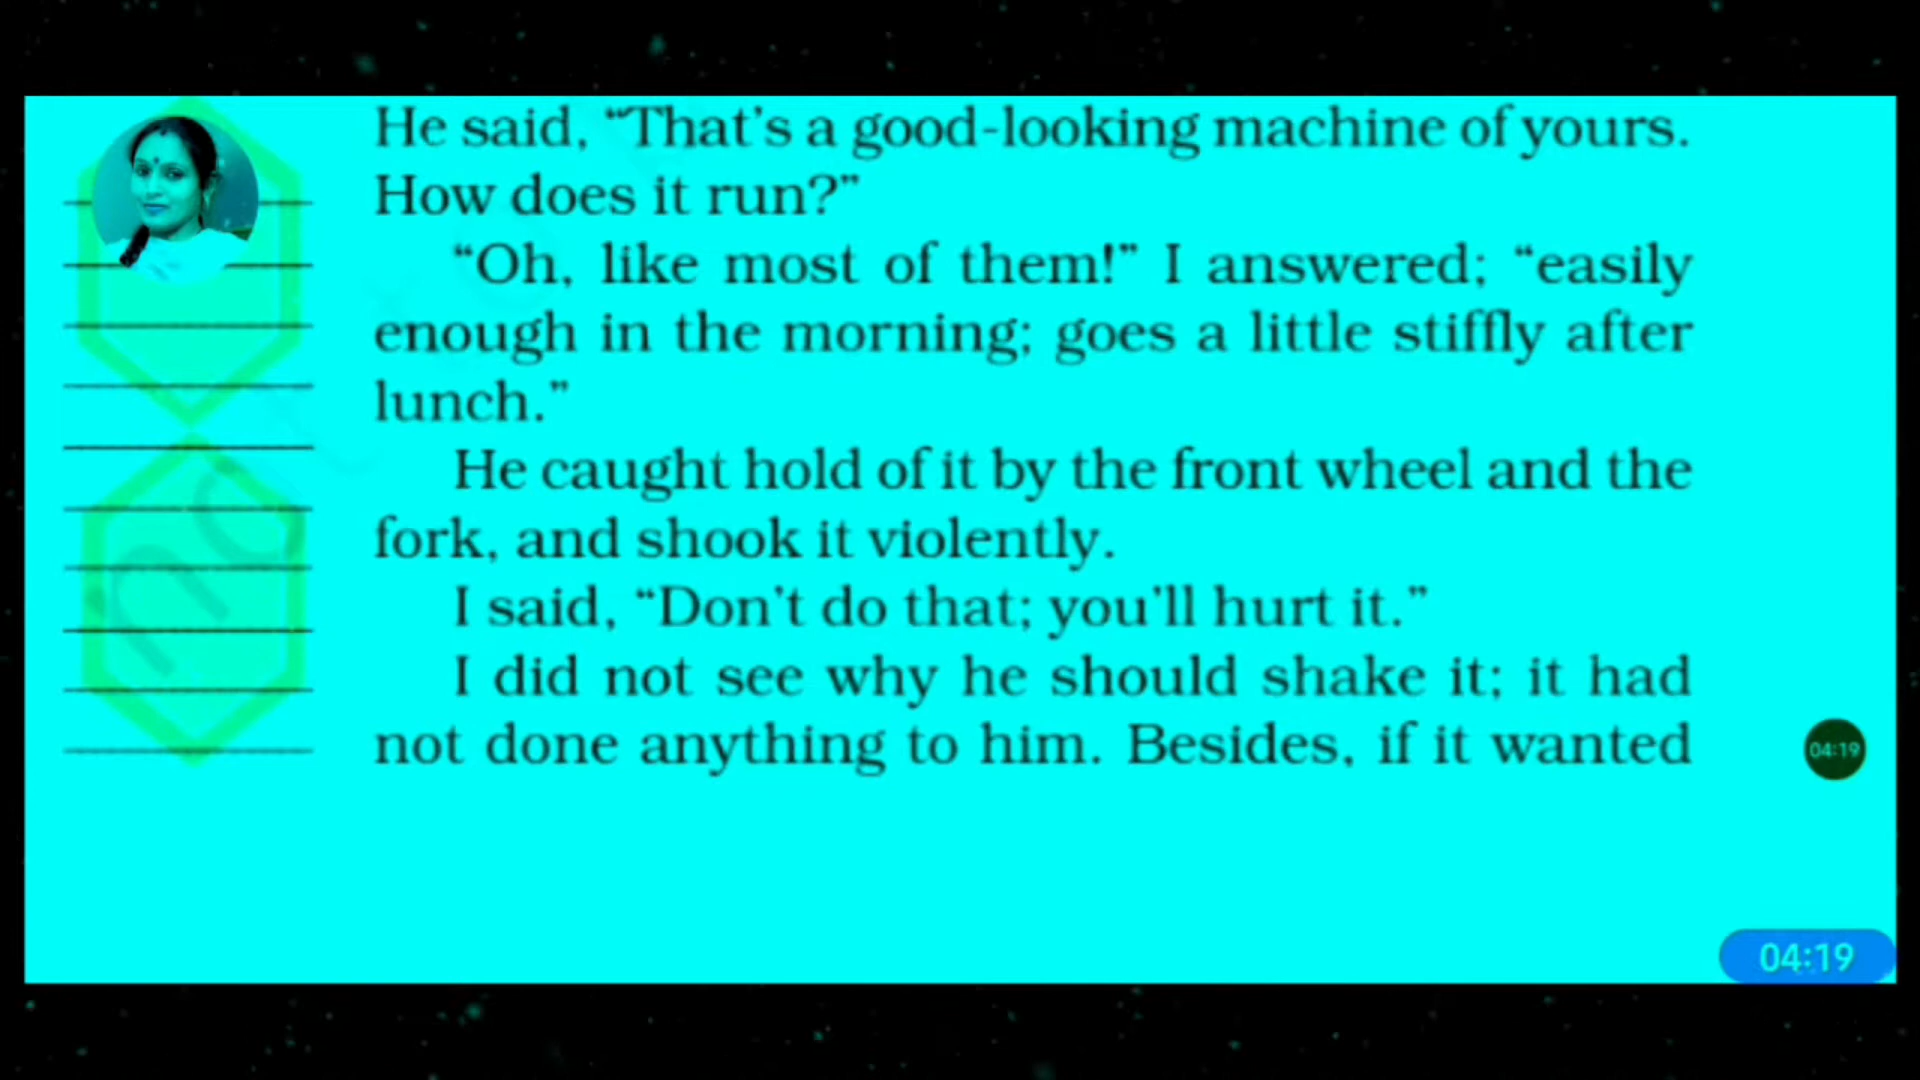 He said, “That’s a good-looking machine of yours.
How does it run?”
“Oh, like most of them!” I answered; “easily
enough in the morning; goes a little stiffly after
lunch.”
He caught hold of it by the front wheel and the
fork, and shook it violently.
I said, “Don’t do that; you’ll hurt it.”
I did not see why he should shake it; it had
not done anything to him. Besides, if it wanted
04:19
04:19